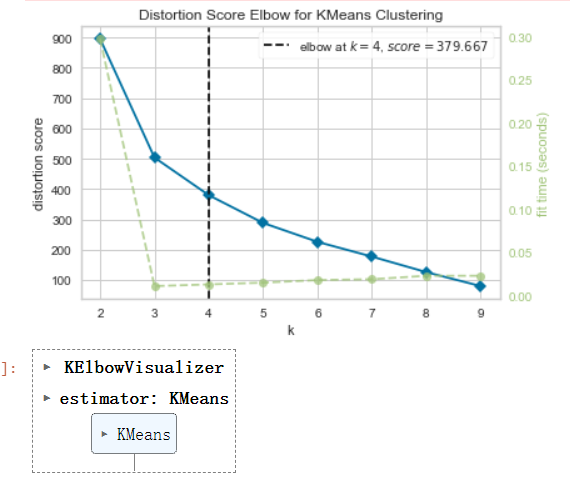 Distortion Score Elbow for KMeans Clustering
elbow at k = 4, score = 379.667
900
800
700
600
500
400
300
200
100
distortion score
0.30
0.25
0.20
0.15
0.10
0.05
0.00
fit time (seconds)
2 3 4 5 6 7 8 9
k
]:
▸ KElbowVisualizer
▸ estimator: KMeans
▸ KMeans